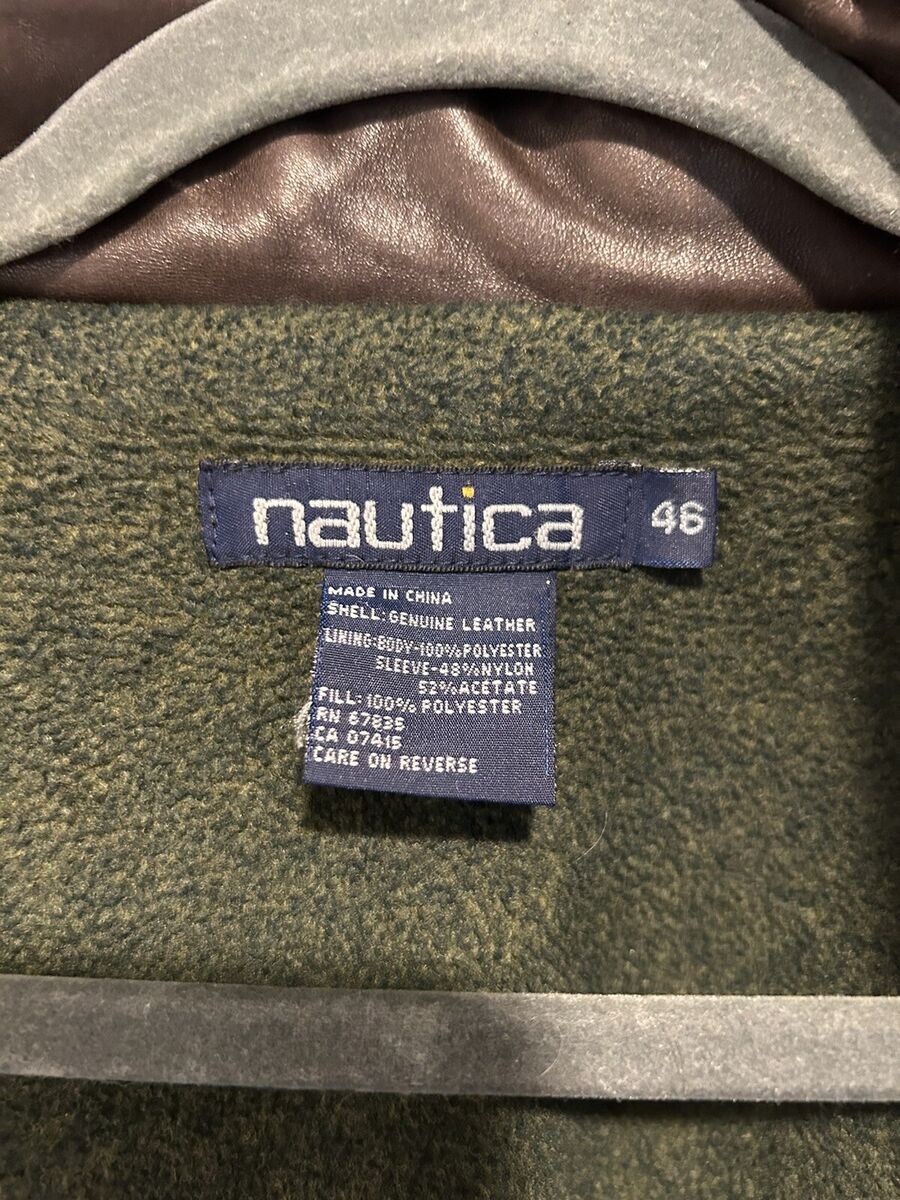 nautica 46
MADE IN CHINA
SHELL: GENUINE LEATHER
LINING-BODY-100% POLYESTER
SLEEVE-48% NYLON
52% ACETATE
FILL-100% POLYESTER
RN 67835
CA 07415
CARE ON REVERSE